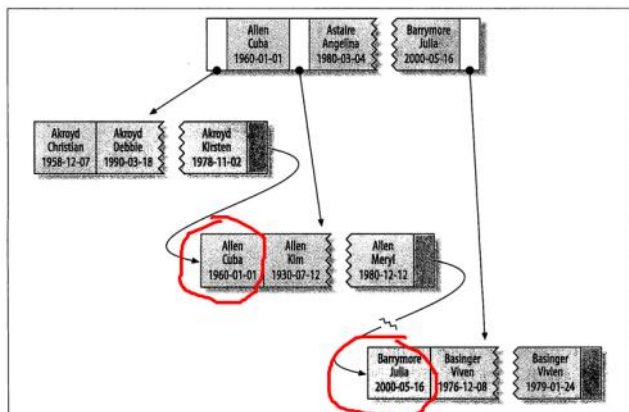 Allen
Cuba
1960-01-01
Astaire
Angelina
1980-03-04
Barrymore
Julia
2000-05-16
Akroyd
Christian
1958-12-07
Akroyd
Debbie
1990-03-18
Akroyd
Kirsten
1978-11-02
Allen
Cuba
1960-01-01
Allen
Kim
1930-07-12
Allen
Meryl
1980-12-12
Barrymore
Julia
2000-05-16
Basinger
Viven
1976-12-08
Basinger
Vivien
1979-01-24